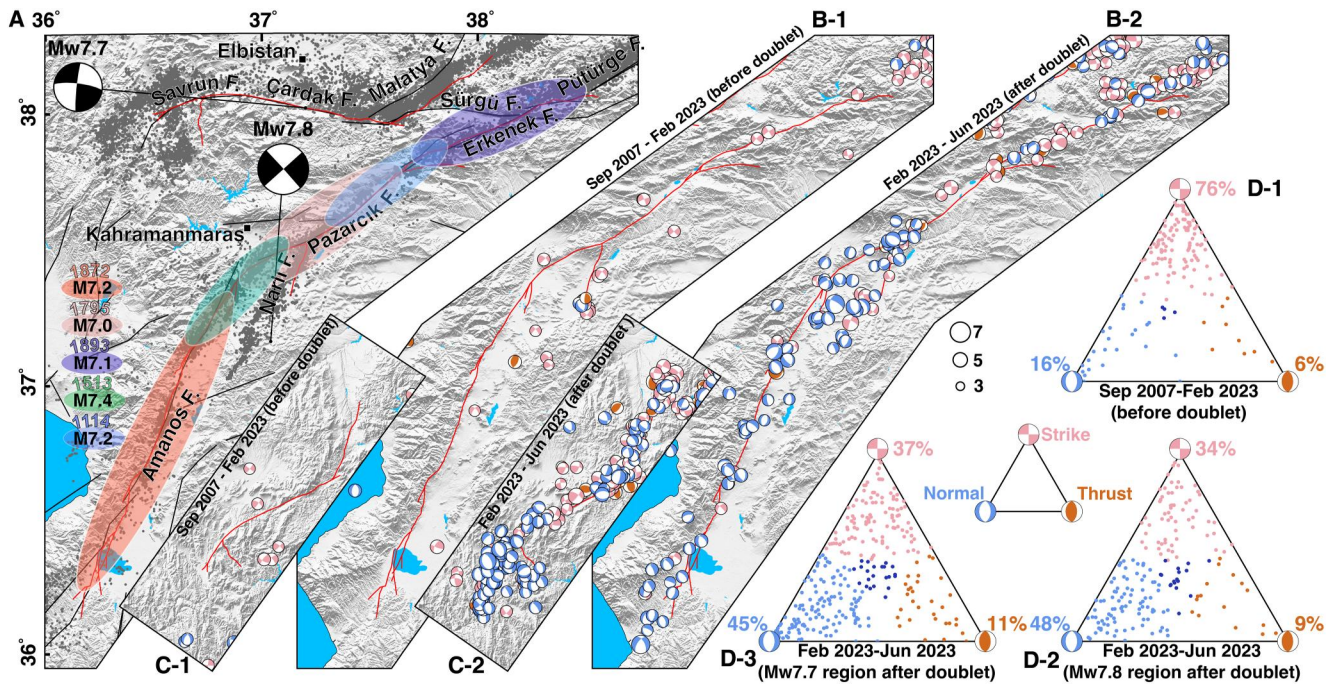 A
36°
37°
38°
B-1
B-2
Mw7.7
Elbistan
Savrun F.
Çardak F.
Malatya F.
Sürgü F.
Pütürge F.
Erkenek F.
38°
Mw7.8
Kahramanmaraş
Pazarcık F.
Narlı F.
1872
M7.2
1795
M7.0
1893
M7.1
1513
M7.4
1114
M7.2
37°
Amanos F.
36°
Sep 2007 - Feb 2023 (before doublet)
C-1
Sep 2007 - Feb 2023 (before doublet)
Feb 2023 - Jun 2023 (after doublet )
C-2
Feb 2023 - Jun 2023 (after doublet)
7
5
3
76%
D-1
16%
6%
Sep 2007-Feb 2023
(before doublet)
Strike
Normal
Thrust
37%
45%
11%
D-3
Feb 2023-Jun 2023
(Mw7.7 region after doublet)
34%
48%
9%
D-2
Feb 2023-Jun 2023
(Mw7.8 region after doublet)